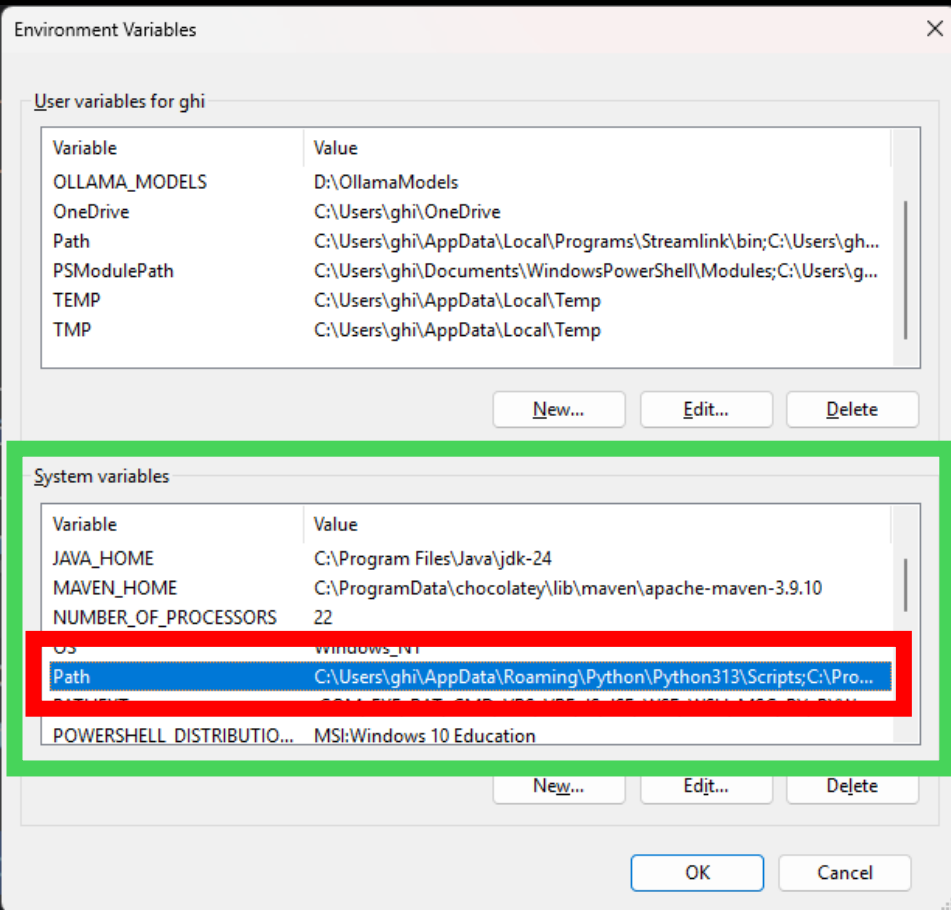 Environment Variables
User variables for ghi
Variable Value
OLLAMA_MODELS D:\OllamaModels
OneDrive C:\Users\ghi\OneDrive
Path C:\Users\ghi\AppData\Local\Programs\Streamlink\bin;C:\Users\gh...
PSModulePath C:\Users\ghi\Documents\WindowsPowerShell\Modules;C:\Users\g...
TEMP C:\Users\ghi\AppData\Local\Temp
TMP C:\Users\ghi\AppData\Local\Temp
New... Edit... Delete
System variables
Variable Value
JAVA_HOME C:\Program Files\Java\jdk-24
MAVEN_HOME C:\ProgramData\chocolatey\lib\maven\apache-maven-3.9.10
NUMBER_OF_PROCESSORS 22
OS Windows_NT
Path C:\Users\ghi\AppData\Roaming\Python\Python313\Scripts;C:\Pro...
POWERSHELL_DISTRIBUTIO... MSI:Windows 10 Education
New... Edit... Delete
OK Cancel